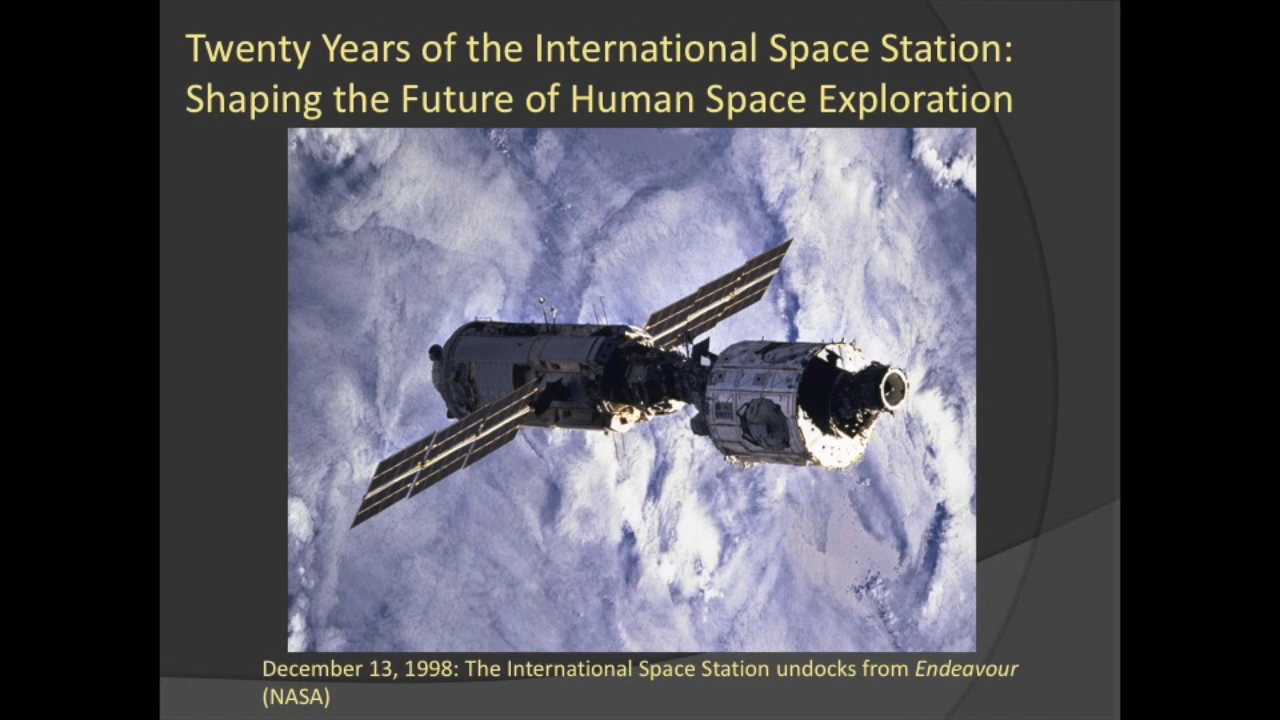 Twenty Years of the International Space Station:
Shaping the Future of Human Space Exploration
December 13, 1998: The International Space Station undocks from Endeavour
(NASA)